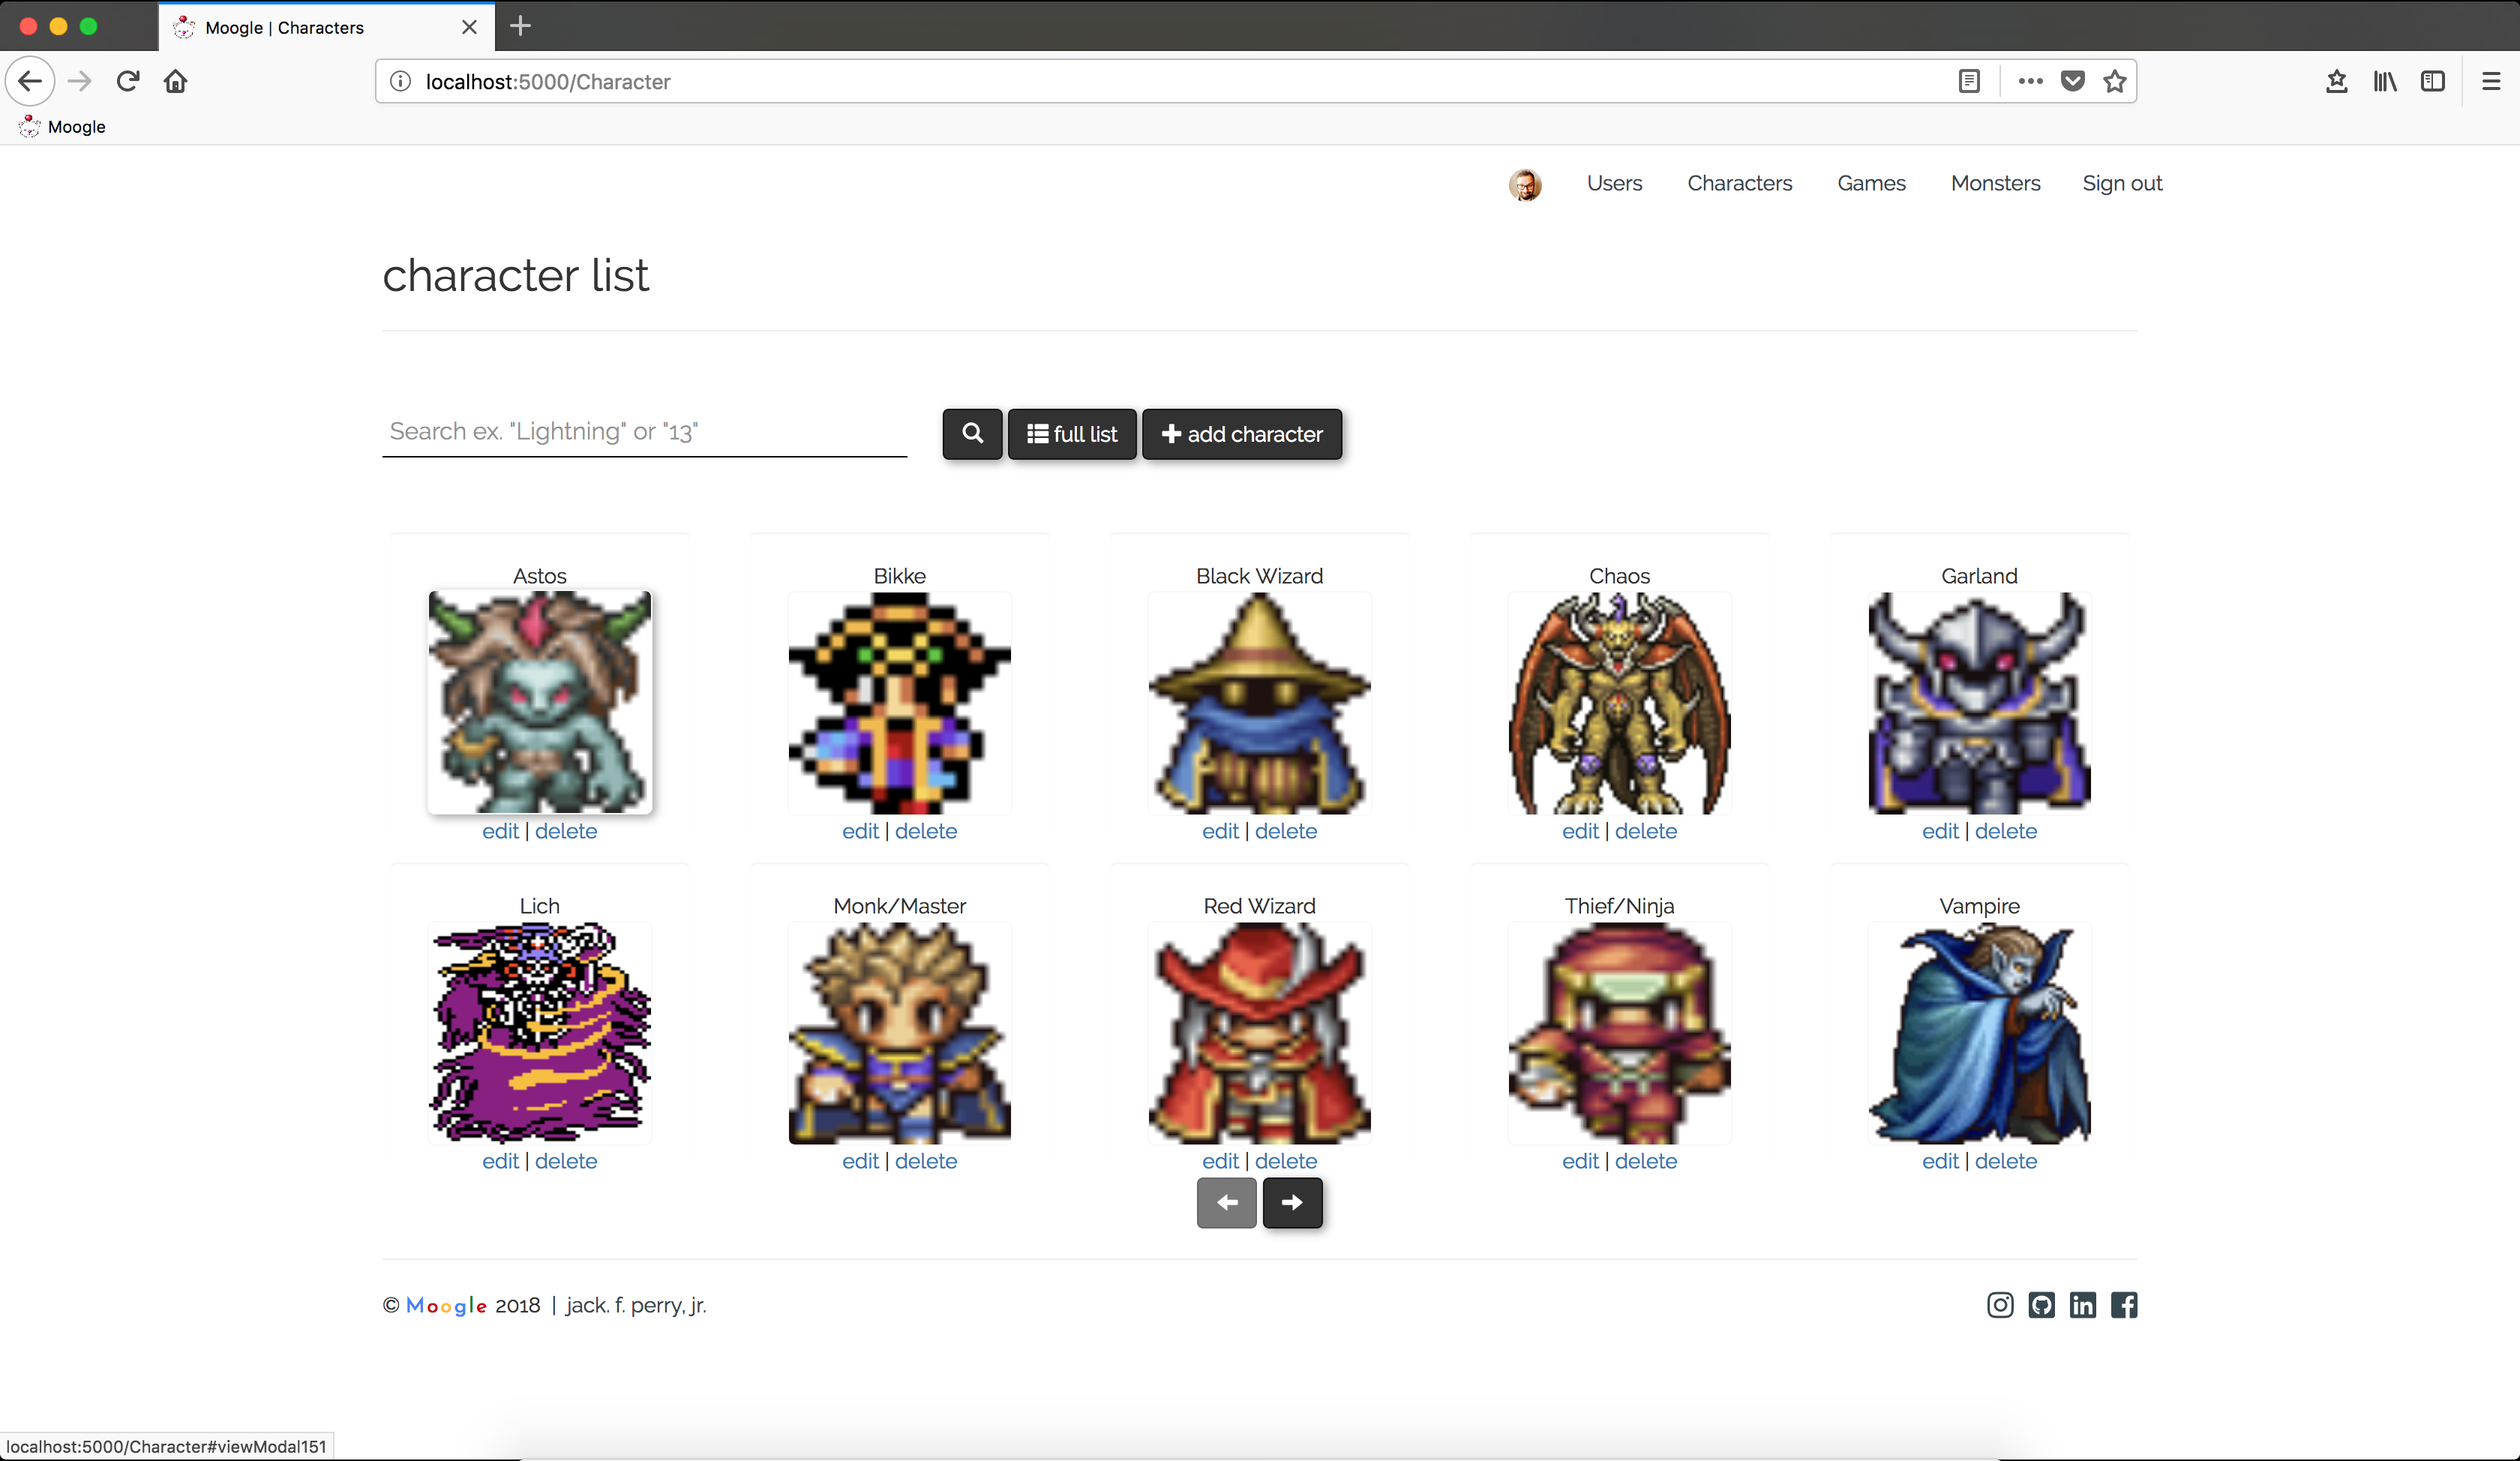 Moogle | Characters
localhost:5000/Character
Moogle
Users Characters Games Monsters Sign out
character list
Search ex. "Lightning" or "13"
full list
add character
Astos Bikke Black Wizard Chaos Garland
edit | delete edit | delete edit | delete edit | delete edit | delete
Lich Monk/Master Red Wizard Thief/Ninja Vampire
edit | delete edit | delete edit | delete edit | delete edit | delete
© Moogle 2018 | jack. f. perry, jr.
localhost:5000/Character#viewModal151